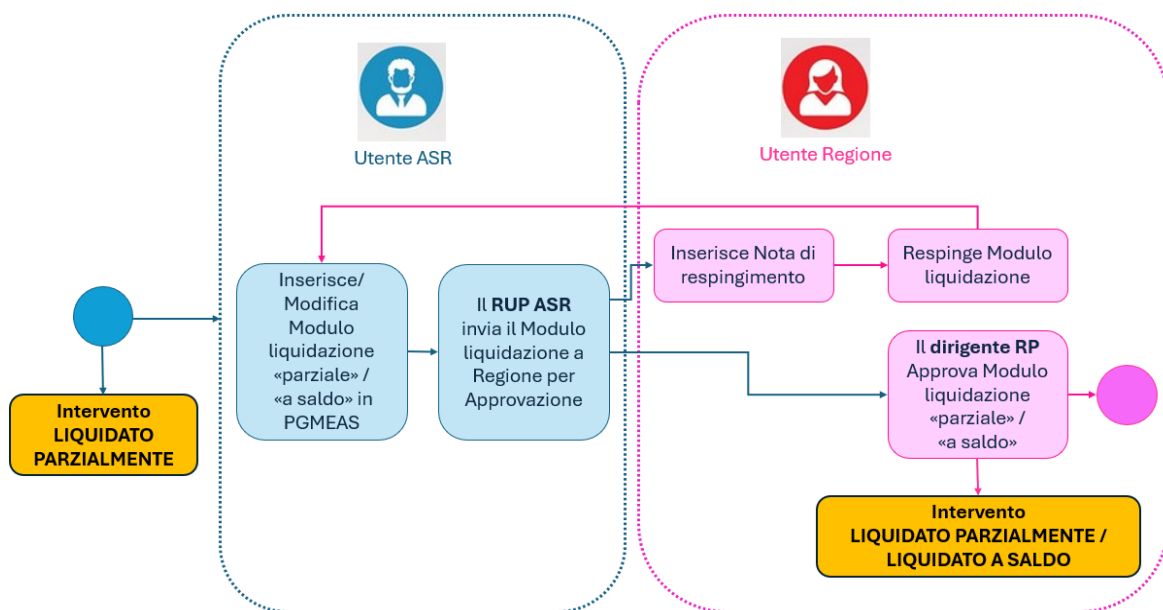 Utente ASR
Utente Regione
Inserisce/
Modifica
Modulo
liquidazione
«parziale» /
«a saldo» in
PGMEAS
Il RUP ASR
invia il Modulo
liquidazione a
Regione per
Approvazione
Inserisce Nota di
respingimento
Respinge Modulo
liquidazione
Il dirigente RP
Approva Modulo
liquidazione
«parziale» /
«a saldo»
Intervento
LIQUIDATO
PARZIALMENTE
Intervento
LIQUIDATO PARZIALMENTE /
LIQUIDATO A SALDO